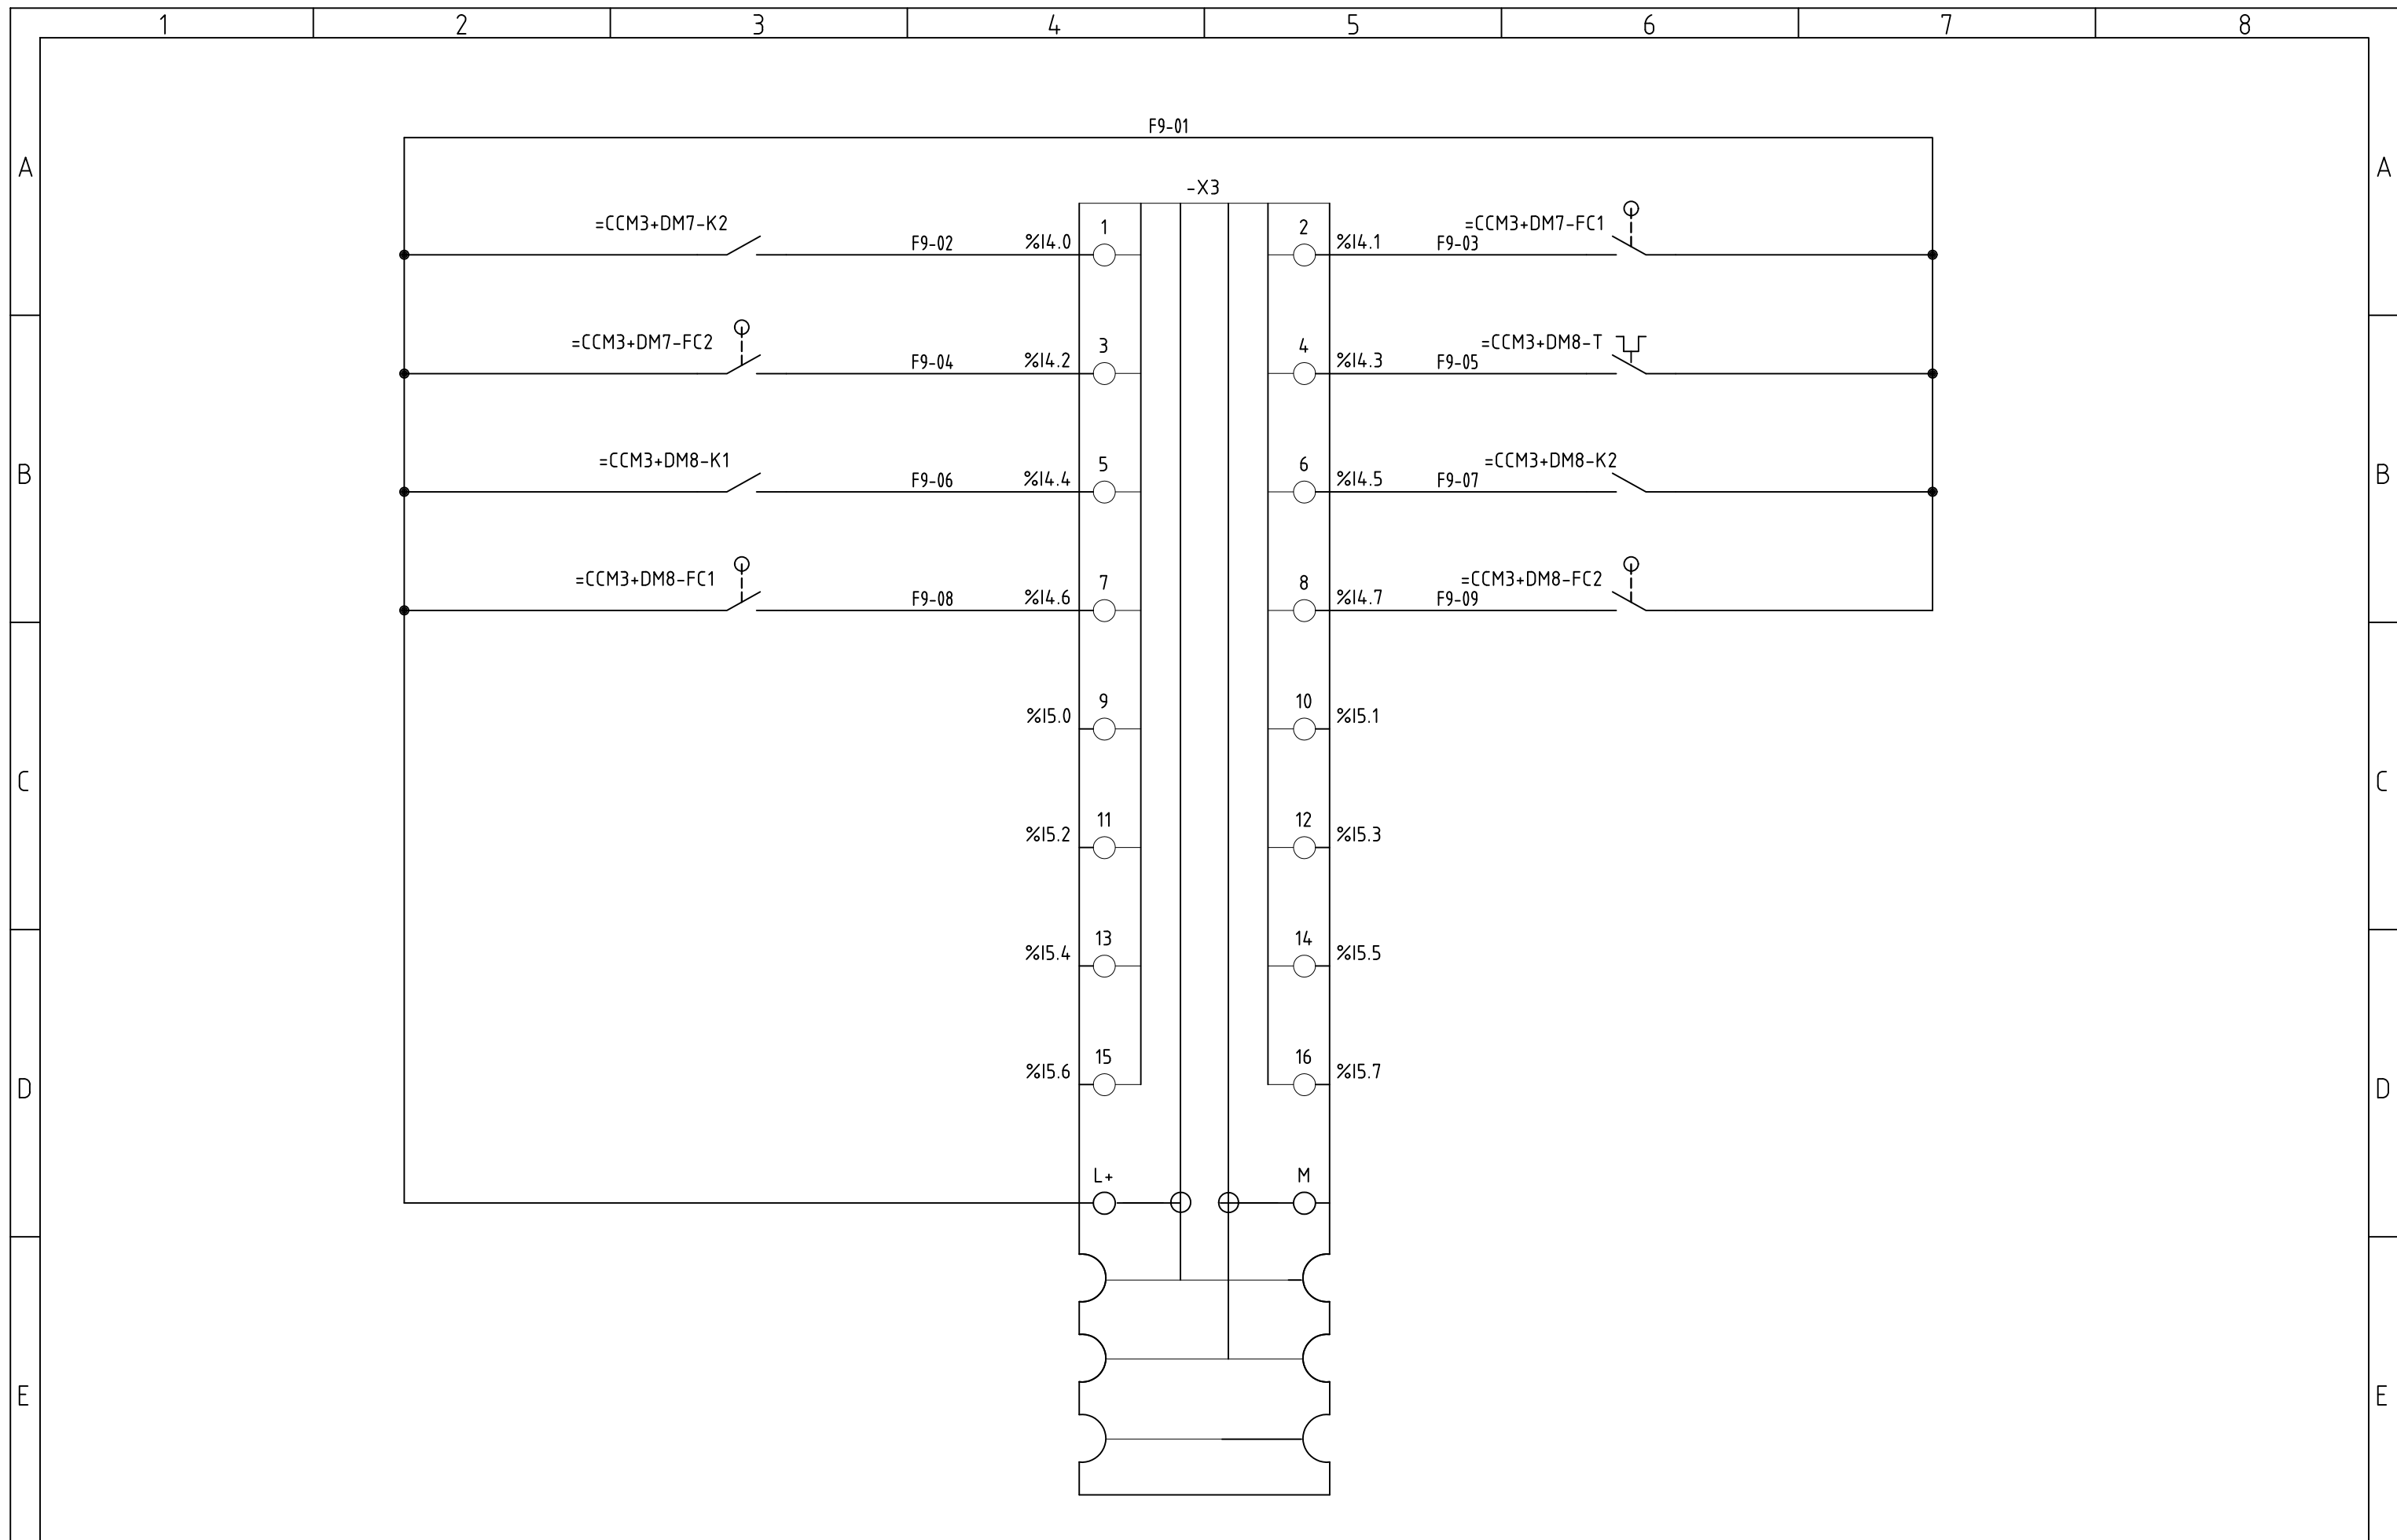 1 2 3 4 5 6 7 8
F9-01
A A
-X3
=CCM3+DM7-K2 F9-02 %I4.0 1 2 %I4.1 F9-03 =CCM3+DM7-FC1
=CCM3+DM7-FC2 F9-04 %I4.2 3 4 %I4.3 F9-05 =CCM3+DM8-T
B B
=CCM3+DM8-K1 F9-06 %I4.4 5 6 %I4.5 F9-07 =CCM3+DM8-K2
=CCM3+DM8-FC1 F9-08 %I4.6 7 8 %I4.7 F9-09 =CCM3+DM8-FC2
%I5.0 9 10 %I5.1
C C
%I5.2 11 12 %I5.3
%I5.4 13 14 %I5.5
%I5.6 15 16 %I5.7
D D
L+ M
E E